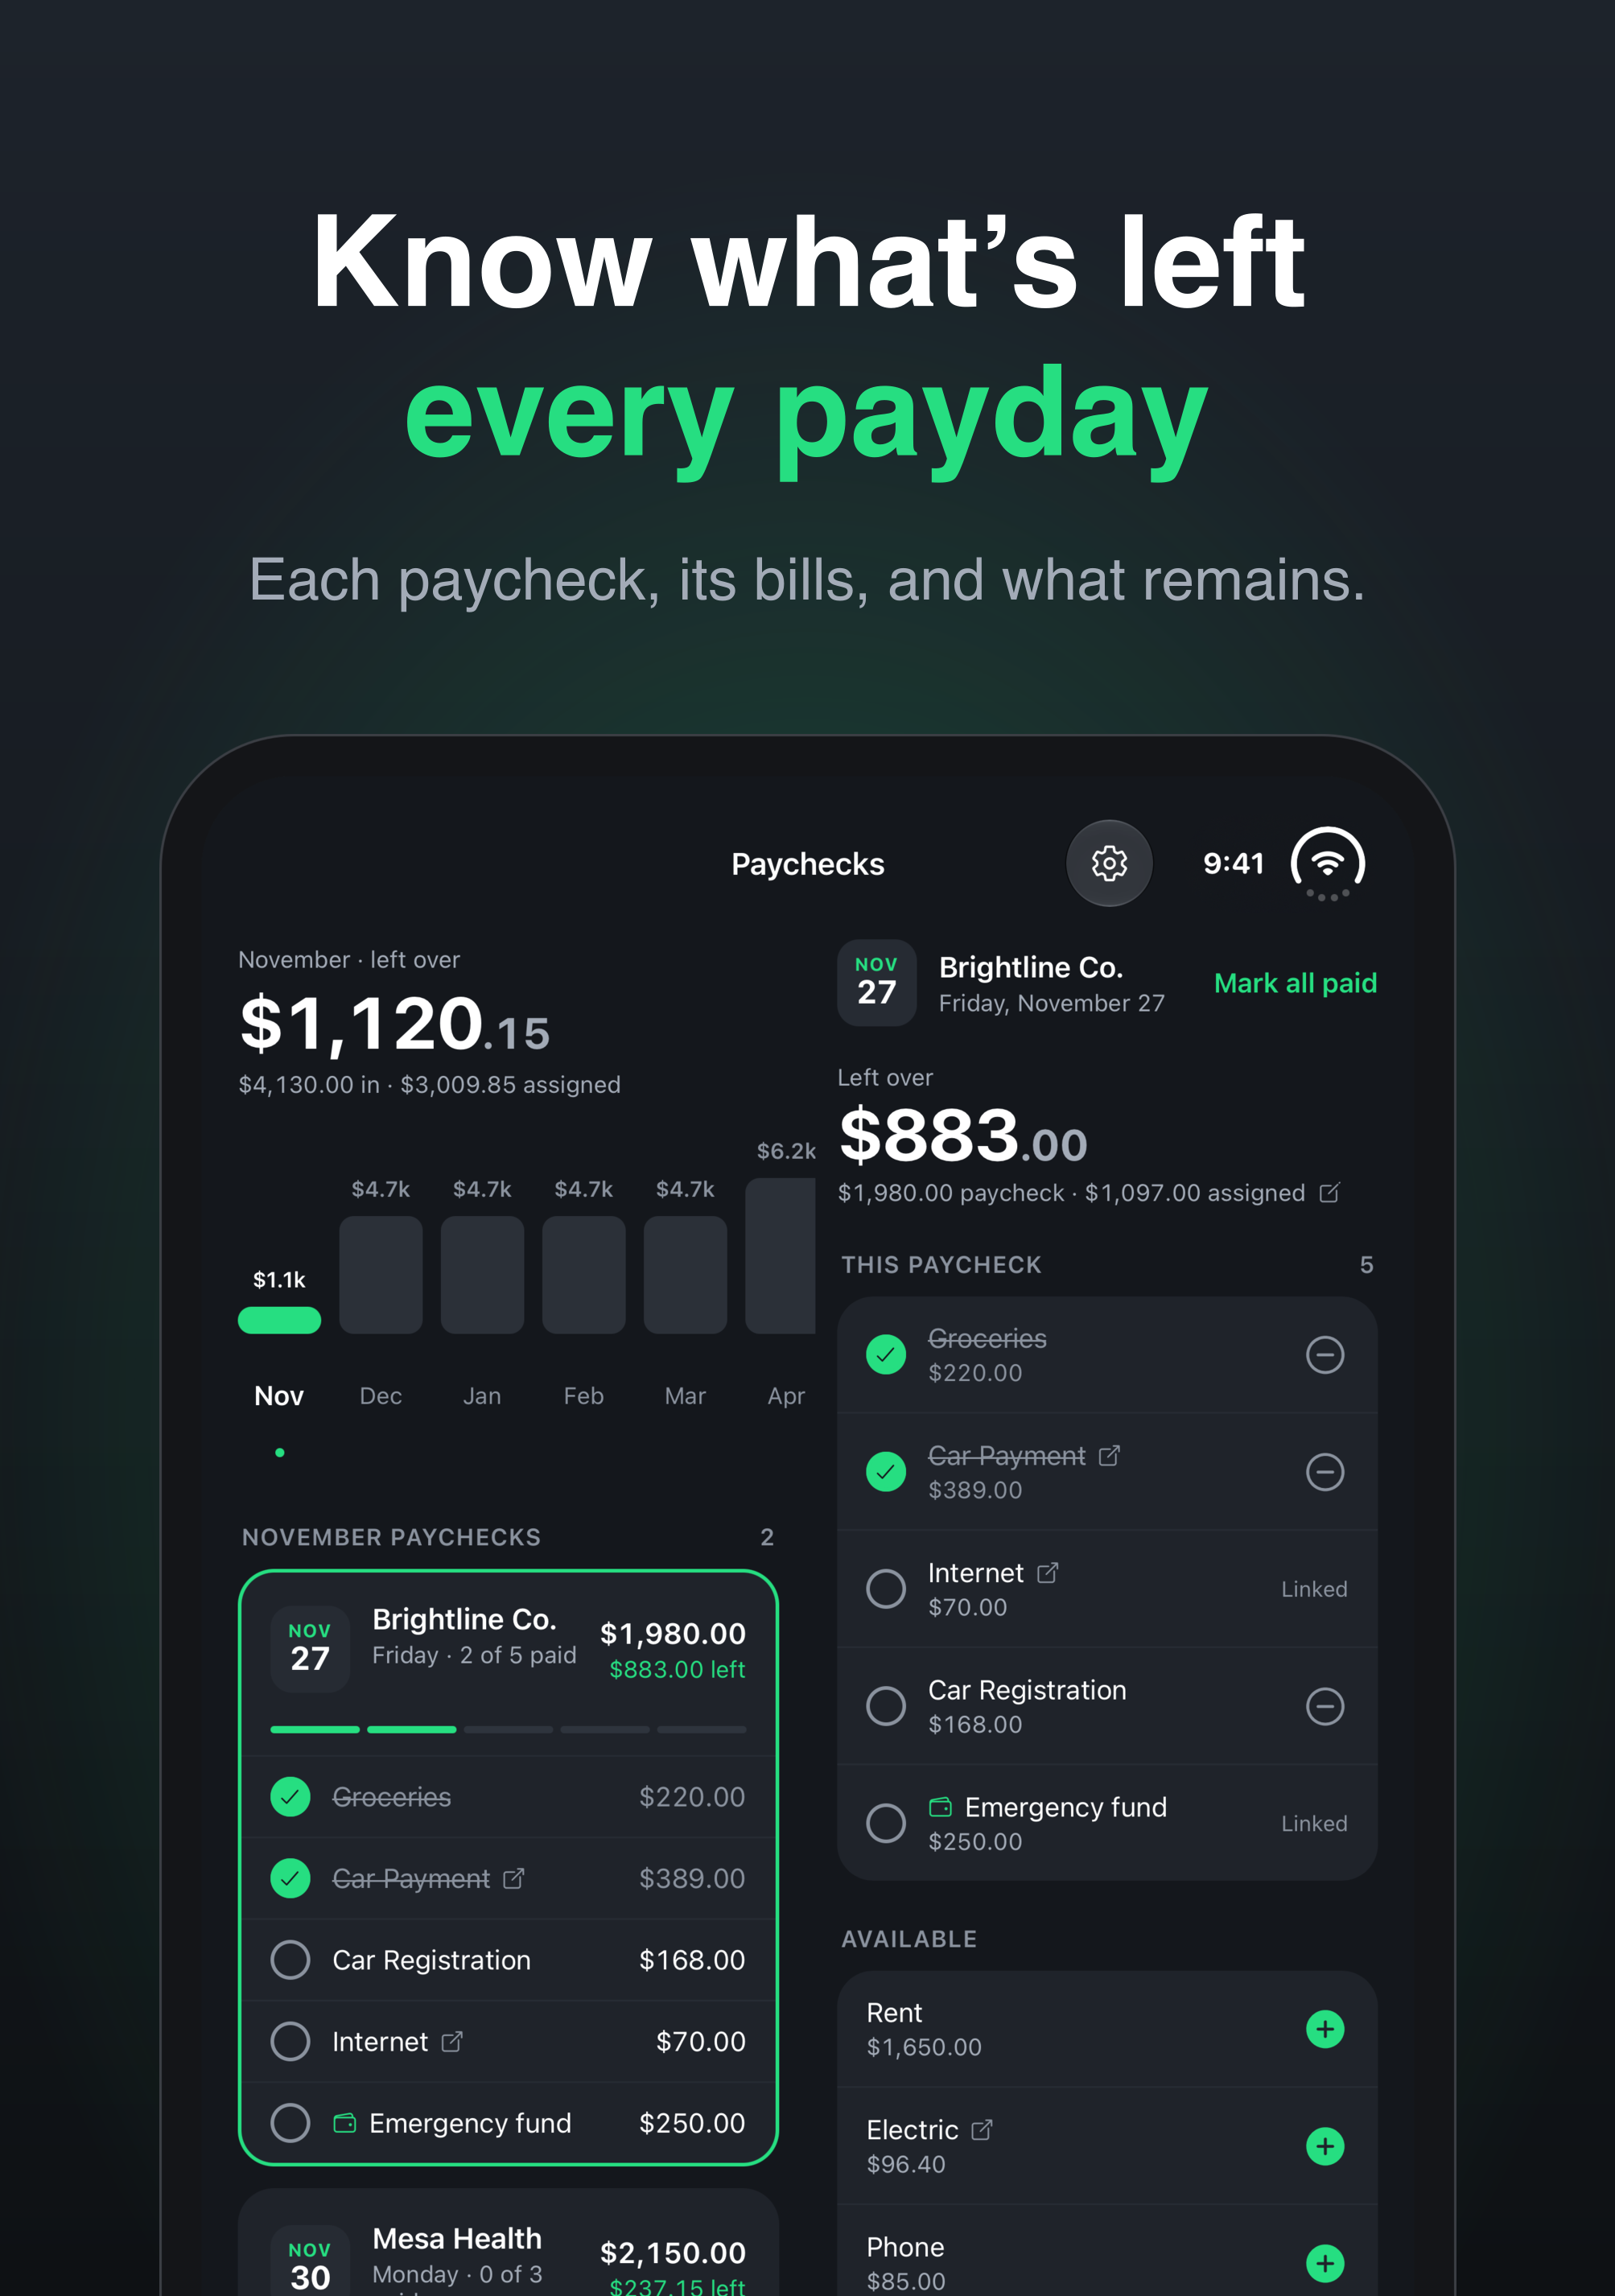 Know what’s left
every payday
Each paycheck, its bills, and what remains.
Paychecks
9:41
November · left over
$1,120.15
$4,130.00 in · $3,009.85 assigned
$6.2k
$4.7k
$4.7k
$4.7k
$4.7k
$1.1k
Nov
Dec
Jan
Feb
Mar
Apr
NOVEMBER PAYCHECKS
2
NOV
27
Brightline Co.
Friday · 2 of 5 paid
$1,980.00
$883.00 left
Groceries
$220.00
Car Payment
$389.00
Car Registration
$168.00
Internet
$70.00
Emergency fund
$250.00
NOV
30
Mesa Health
Monday · 0 of 3
$2,150.00
$237.15 left
NOV
27
Brightline Co.
Friday, November 27
Mark all paid
Left over
$883.00
$1,980.00 paycheck · $1,097.00 assigned
THIS PAYCHECK
5
Groceries
$220.00
Car Payment
$389.00
Internet
$70.00
Linked
Car Registration
$168.00
Emergency fund
$250.00
Linked
AVAILABLE
Rent
$1,650.00
Electric
$96.40
Phone
$85.00